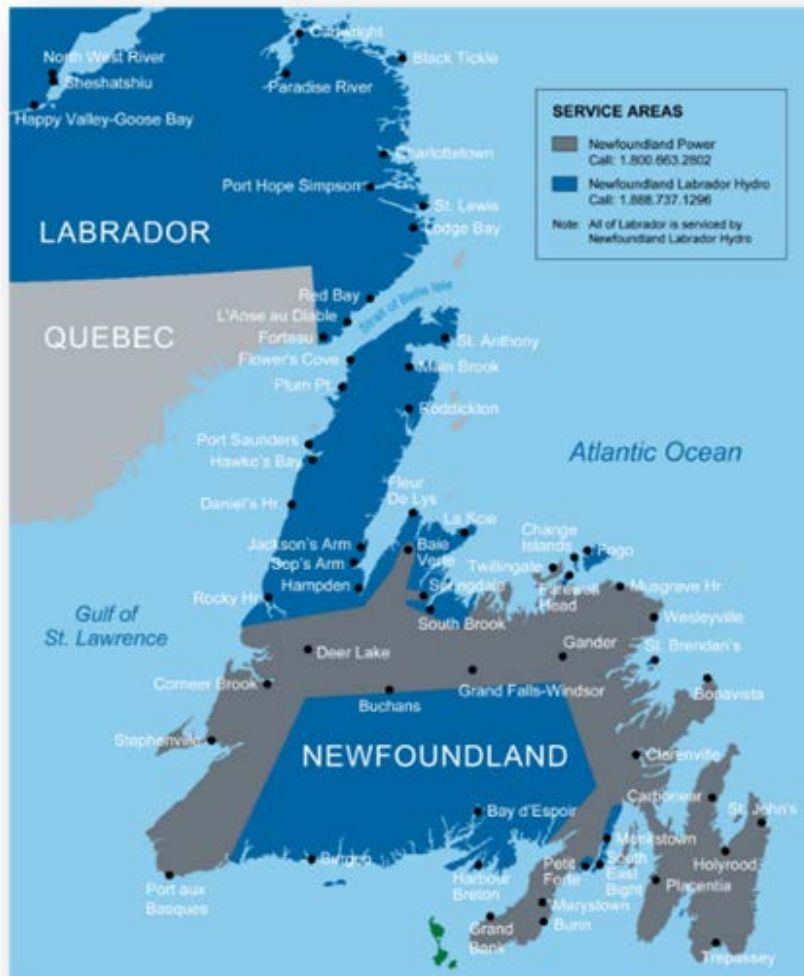 Cartwright
North West River
Black Tickle
Sheshatshiu
Paradise River
Happy Valley-Goose Bay
SERVICE AREAS
Newfoundland Power
Call: 1.800.663.2802
Newfoundland Labrador Hydro
Call: 1.888.737.1296
Note: All of Labrador is serviced by
Newfoundland Labrador Hydro
Charlottetown
Port Hope Simpson
St. Lewis
Lodge Bay
LABRADOR
Red Bay
Strait of Belle Isle
L'Anse au Diable
QUEBEC
Forteau
St. Anthony
Flower's Cove
Main Brook
Plum Pt.
Roddickton
Port Saunders
Hawke's Bay
Atlantic Ocean
Fleur
De Lys
Daniel's Hr.
La Scie
Change
Islands
Jackson's Arm
Baie
Verte
Fogo
Sop's Arm
Twillingate
Hampden
Springdale
Farewell
Head
Musgrave Hr
Rocky Hr
South Brook
Wesleyville
Gulf of
St. Lawrence
Deer Lake
Gander
St. Brendan's
Corneer Brook
Grand Falls-Windsor
Bonavista
Buchans
Stephenville
NEWFOUNDLAND
Clarenville
Carbonear
St. John's
Bay d'Espoir
Monkstown
Burgeo
Harbour
Breton
Petit
Forte
South
East
Bight
Holyrood
Placentia
Port aux
Basques
Marystown
Grand
Bank
Burin
Trepassey